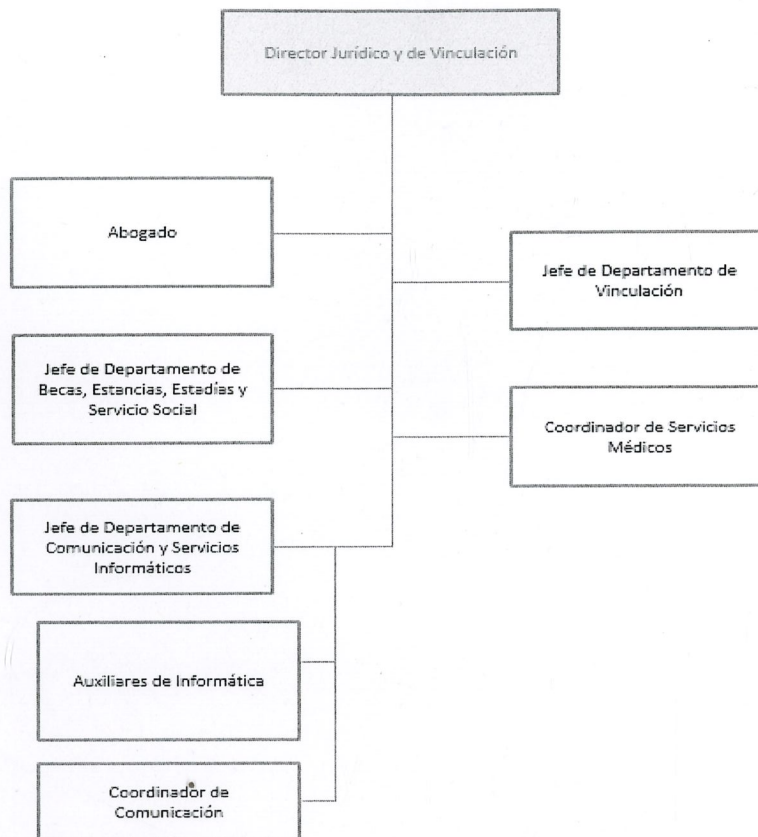 Director Jurídico y de Vinculación
Abogado
Jefe de Departamento de
Vinculación
Jefe de Departamento de
Becas, Estancias, Estadías y
Servicio Social
Coordinador de Servicios
Médicos
Jefe de Departamento de
Comunicación y Servicios
Informáticos
Auxiliares de Informática
Coordinador de
Comunicación